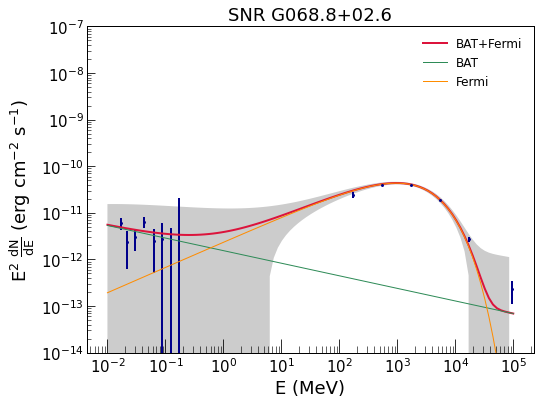 SNR G068.8+02.6
BAT+Fermi
BAT
Fermi
10⁻⁷
10⁻⁸
10⁻⁹
10⁻¹⁰
10⁻¹¹
10⁻¹²
10⁻¹³
10⁻¹⁴
E² dN/dE (erg cm⁻² s⁻¹)
10⁻² 10⁻¹ 10⁰ 10¹ 10² 10³ 10⁴ 10⁵
E (MeV)